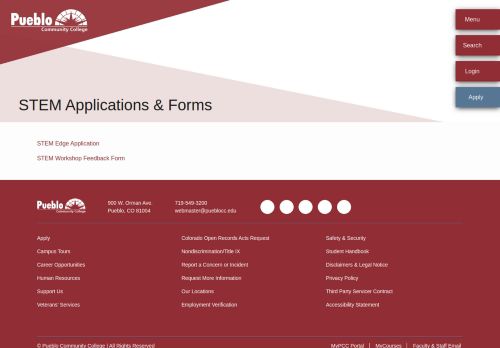 Pueblo
Community College
Menu
Search
Login
Apply
STEM Applications & Forms
STEM Edge Application
STEM Workshop Feedback Form
Pueblo
Community College
900 W. Orman Ave.
Pueblo, CO 81004
719-549-3200
webmaster@pueblocc.edu
Apply
Campus Tours
Career Opportunities
Human Resources
Support Us
Veterans' Services
Colorado Open Records Acts Request
Nondiscrimination/Title IX
Report a Concern or Incident
Request More Information
Our Locations
Employment Verification
Safety & Security
Student Handbook
Disclaimers & Legal Notice
Privacy Policy
Third Party Servicer Contract
Accessibility Statement
© Pueblo Community College | All Rights Reserved
MyPCC Portal | MyCourses | Faculty & Staff Email